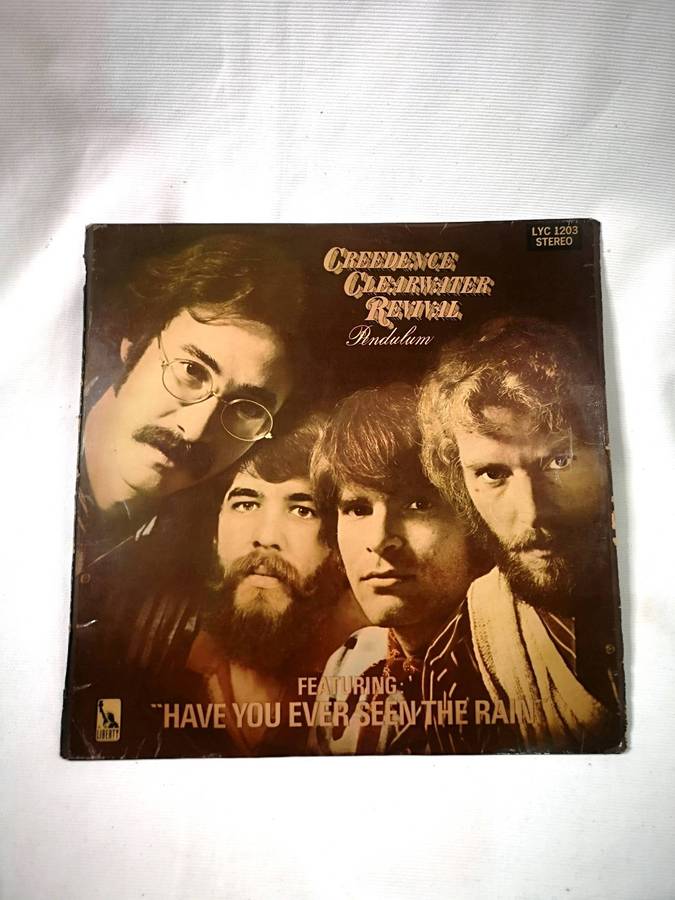 LYC 1203
STEREO
CREEDENCE
CLEARWATER
REVIVAL
Pendulum
FEATURING:
"HAVE YOU EVER SEEN THE RAIN"
LIBERTY